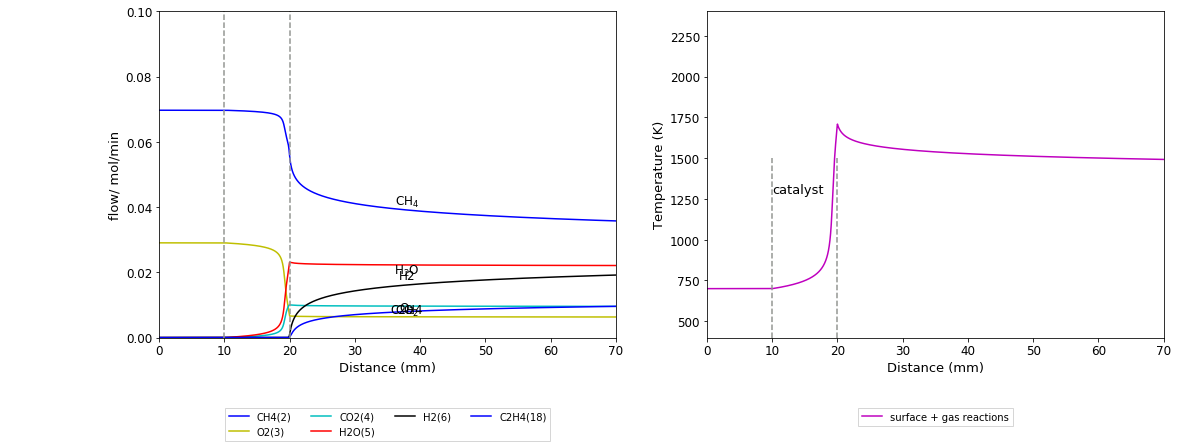 0.10
0.08
0.06
0.04
0.02
0.00
flow/ mol/min
CH4
H2O
H2
0 10 20 30 40 50 60 70
Distance (mm)
CH4(2) CO2(4) H2(6) C2H4(18)
O2(3) H2O(5)
2250
2000
1750
1500
1250
1000
750
500
Temperature (K)
catalyst
0 10 20 30 40 50 60 70
Distance (mm)
surface + gas reactions